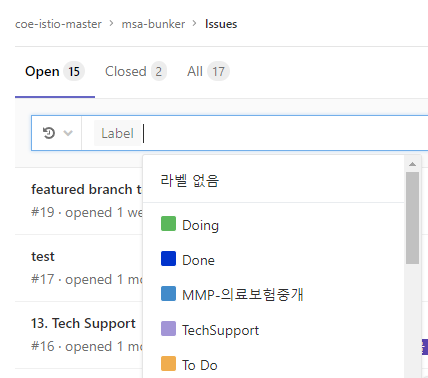 coe-istio-master > msa-bunker > Issues
Open 15 Closed 2 All 17
Label
라벨 없음
featured branch t
Doing
#19 · opened 1 we
test
Done
#17 · opened 1 mo
MMP-의료보험중개
13. Tech Support
TechSupport
#16 · opened 1 mo
To Do